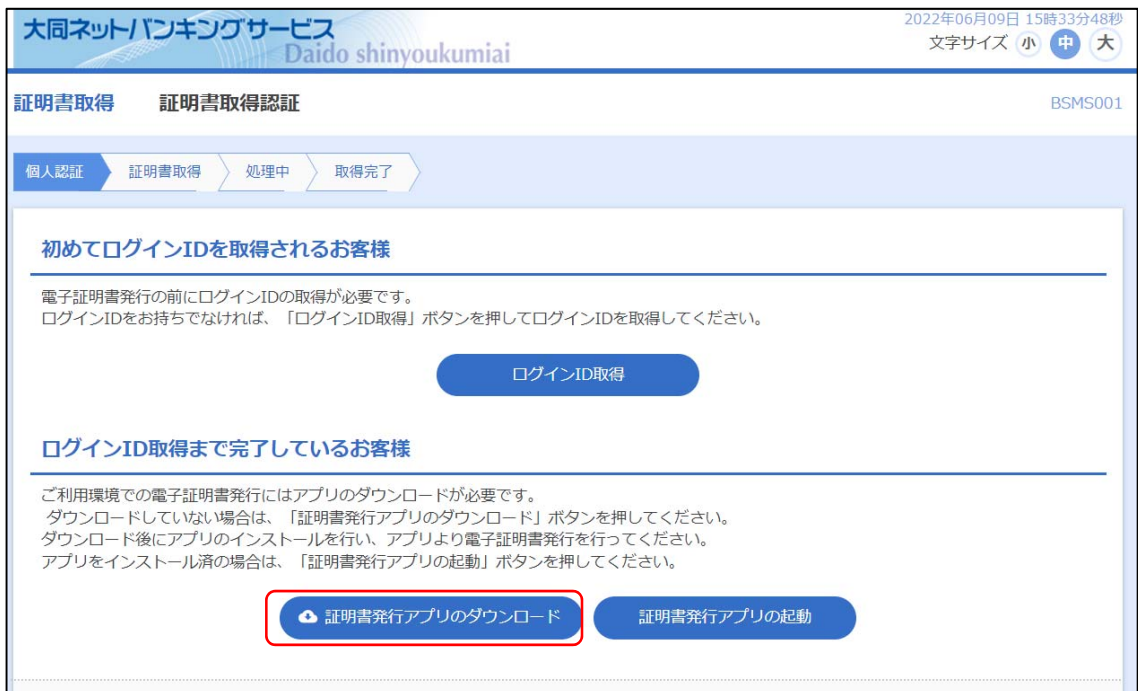 大同ネットバンキングサービス
Daido shinyoukumiai
2022年06月09日 15時33分48秒
文字サイズ 小 中 大
証明書取得 証明書取得認証
BSMS001
個人認証 証明書取得 処理中 取得完了
初めてログインIDを取得されるお客様
電子証明書発行の前にログインIDの取得が必要です。
ログインIDをお持ちでなければ、「ログインID取得」ボタンを押してログインIDを取得してください。
ログインID取得
ログインID取得まで完了しているお客様
ご利用環境での電子証明書発行にはアプリのダウンロードが必要です。
ダウンロードしていない場合は、「証明書発行アプリのダウンロード」ボタンを押してください。
ダウンロード後にアプリのインストールを行い、アプリより電子証明書発行を行ってください。
アプリをインストール済の場合は、「証明書発行アプリの起動」ボタンを押してください。
証明書発行アプリのダウンロード 証明書発行アプリの起動